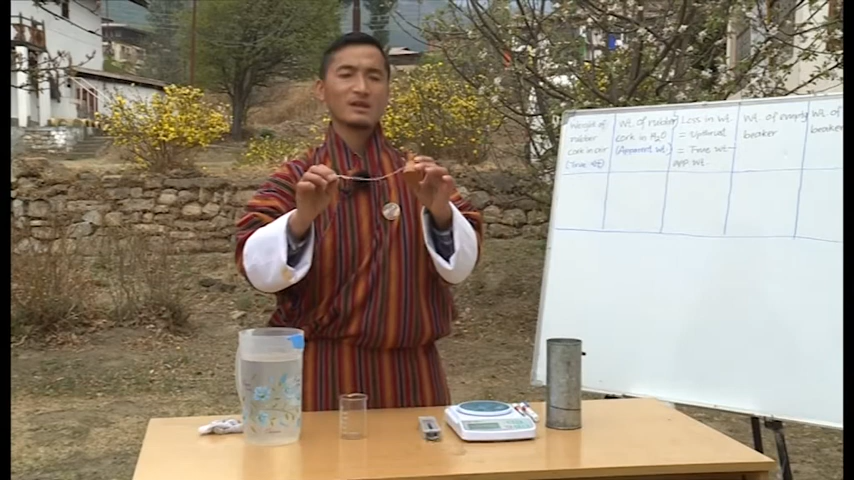 Weight of
rubber
cork in air
(True wt)
Wt. of rubber
cork in H2O
(Apparent wt.)
Loss in wt.
= Upthrust
= True wt. -
App. wt.
Wt. of empty
beaker
Wt. of
beaker